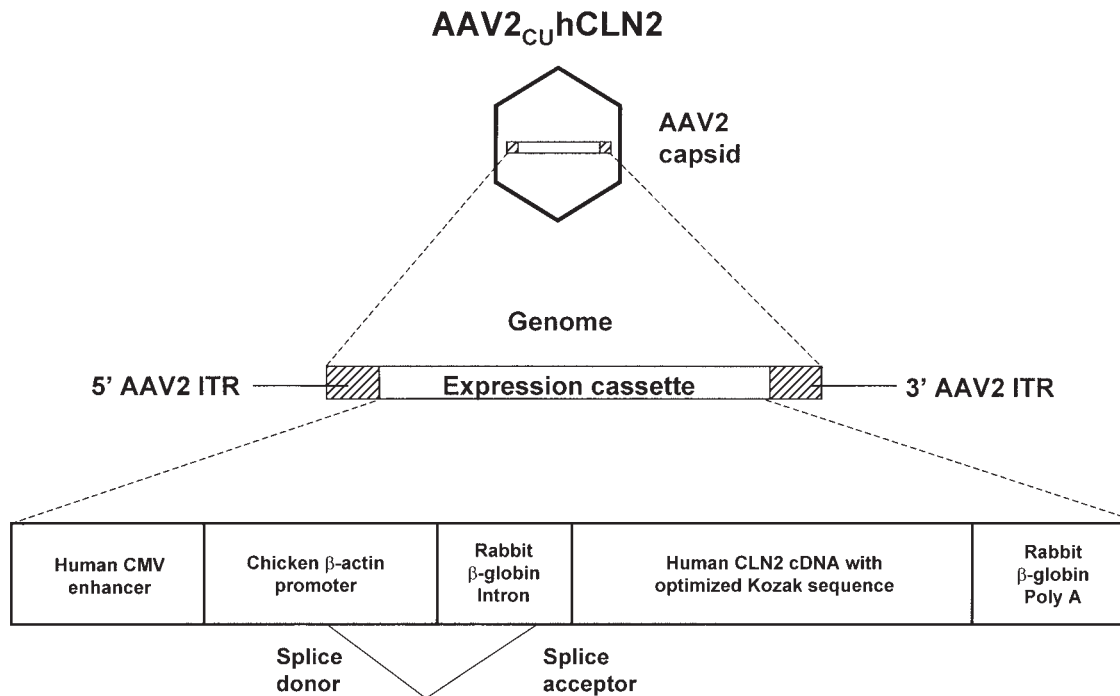 AAV2CUhCLN2
AAV2
capsid
Genome
5’ AAV2 ITR
Expression cassette
3’ AAV2 ITR
Human CMV
enhancer
Chicken β-actin
promoter
Rabbit
β-globin
Intron
Human CLN2 cDNA with
optimized Kozak sequence
Rabbit
β-globin
Poly A
Splice
donor
Splice
acceptor